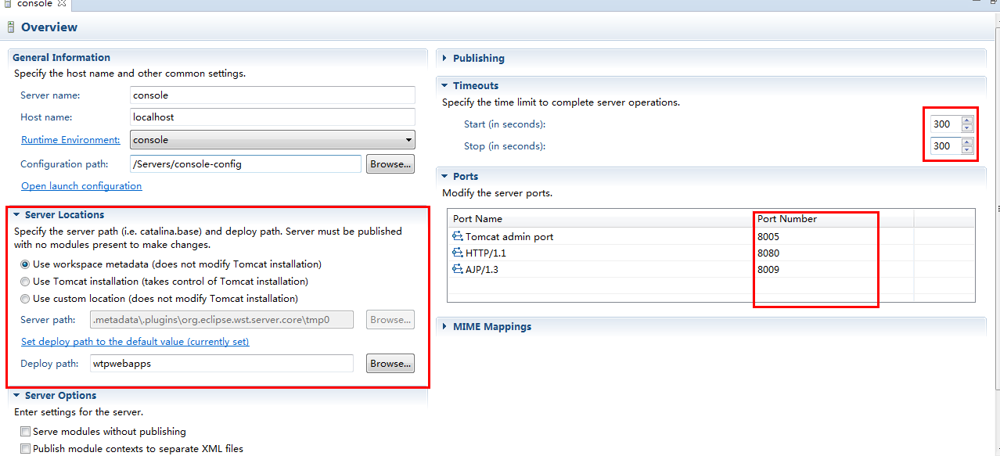 console
Overview
General Information
Specify the host name and other common settings.
Server name: console
Host name: localhost
Runtime Environment: console
Configuration path: /Servers/console-config Browse...
Open launch configuration
Server Locations
Specify the server path (i.e. catalina.base) and deploy path. Server must be published
with no modules present to make changes.
Use workspace metadata (does not modify Tomcat installation)
Use Tomcat installation (takes control of Tomcat installation)
Use custom location (does not modify Tomcat installation)
Server path: .metadata\.plugins\org.eclipse.wst.server.core\tmp0 Browse...
Set deploy path to the default value (currently set)
Deploy path: wtpwebapps Browse...
Server Options
Enter settings for the server.
Serve modules without publishing
Publish module contexts to separate XML files
Publishing
Timeouts
Specify the time limit to complete server operations.
Start (in seconds): 300
Stop (in seconds): 300
Ports
Modify the server ports.
Port Name Port Number
Tomcat admin port 8005
HTTP/1.1 8080
AJP/1.3 8009
MIME Mappings